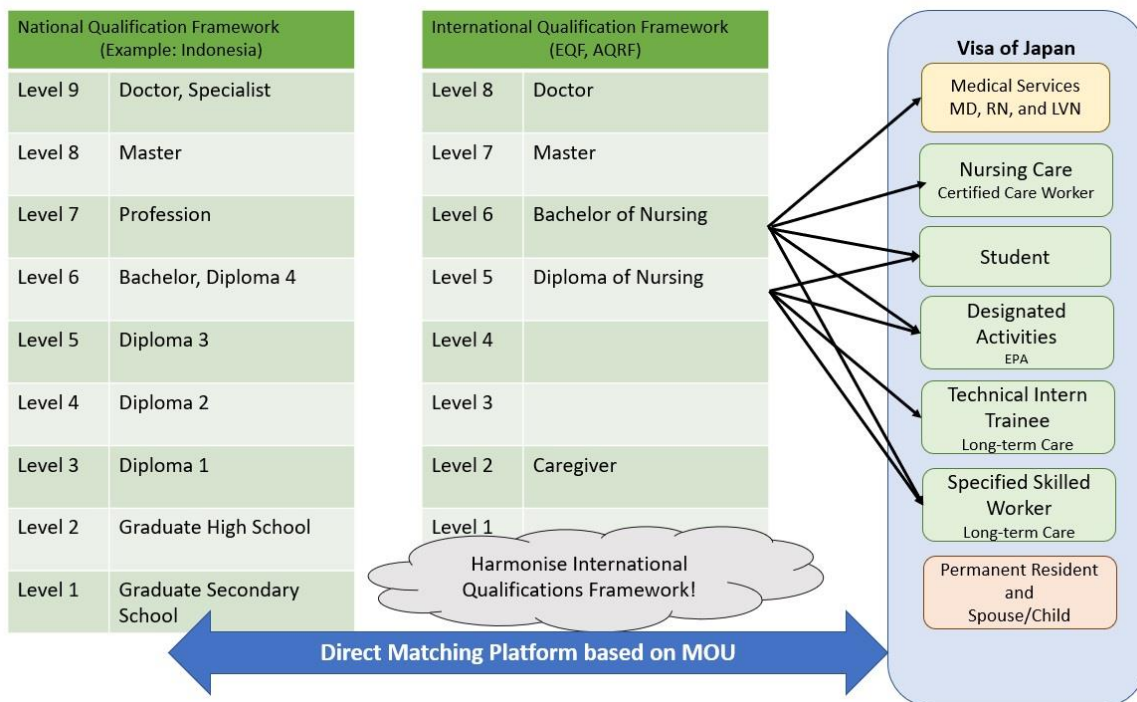 National Qualification Framework
(Example: Indonesia)
Level 9 Doctor, Specialist
Level 8 Master
Level 7 Profession
Level 6 Bachelor, Diploma 4
Level 5 Diploma 3
Level 4 Diploma 2
Level 3 Diploma 1
Level 2 Graduate High School
Level 1 Graduate Secondary
School
International Qualification Framework
(EQF, AQRF)
Level 8 Doctor
Level 7 Master
Level 6 Bachelor of Nursing
Level 5 Diploma of Nursing
Level 4
Level 3
Level 2 Caregiver
Level 1
Harmonise International
Qualifications Framework!
Visa of Japan
Medical Services
MD, RN, and LVN
Nursing Care
Certified Care Worker
Student
Designated
Activities
EPA
Technical Intern
Trainee
Long-term Care
Specified Skilled
Worker
Long-term Care
Permanent Resident
and
Spouse/Child
Direct Matching Platform based on MOU